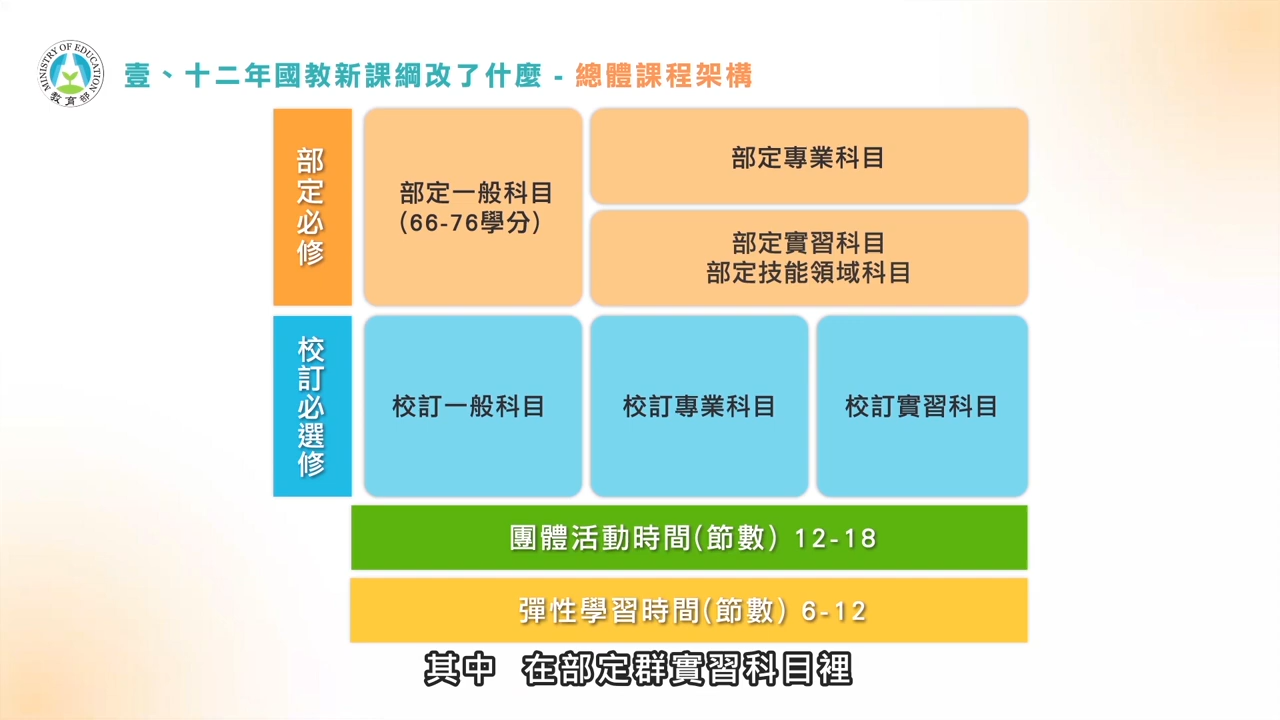 MINISTRY OF EDUCATION
教育部
壹、十二年國教新課綱改了什麼 - 總體課程架構
部定必修
部定一般科目
(66-76學分)
部定專業科目
部定實習科目
部定技能領域科目
校訂必選修
校訂一般科目
校訂專業科目
校訂實習科目
團體活動時間(節數) 12-18
彈性學習時間(節數) 6-12
其中 在部定群實習科目裡